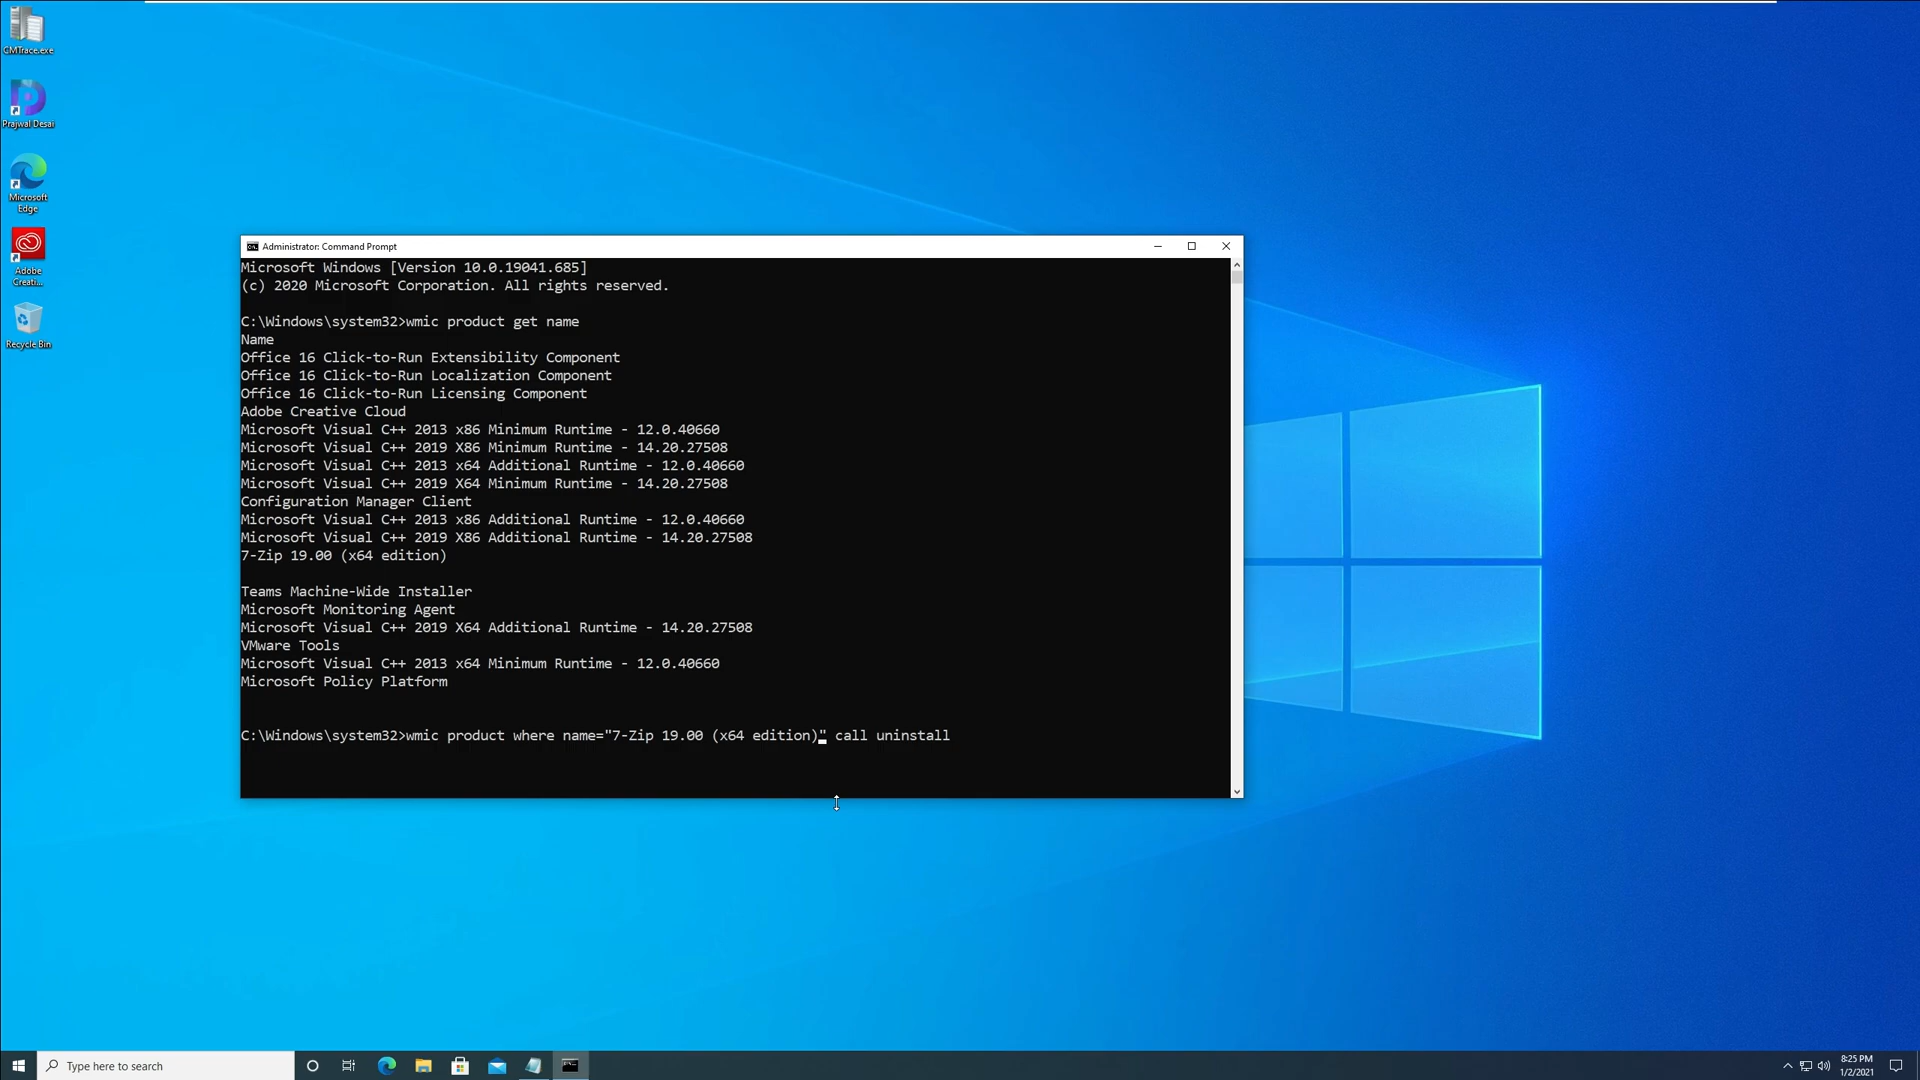 CMTrace.exe
Prajwal Desai
Microsoft
Edge
Adobe
Creati...
Recycle Bin
Administrator: Command Prompt
Microsoft Windows [Version 10.0.19041.685]
(c) 2020 Microsoft Corporation. All rights reserved.
C:\Windows\system32>wmic product get name
Name
Office 16 Click-to-Run Extensibility Component
Office 16 Click-to-Run Localization Component
Office 16 Click-to-Run Licensing Component
Adobe Creative Cloud
Microsoft Visual C++ 2013 x86 Minimum Runtime - 12.0.40660
Microsoft Visual C++ 2019 X86 Minimum Runtime - 14.20.27508
Microsoft Visual C++ 2013 x64 Additional Runtime - 12.0.40660
Microsoft Visual C++ 2019 X64 Minimum Runtime - 14.20.27508
Configuration Manager Client
Microsoft Visual C++ 2013 x86 Additional Runtime - 12.0.40660
Microsoft Visual C++ 2019 X86 Additional Runtime - 14.20.27508
7-Zip 19.00 (x64 edition)
Teams Machine-Wide Installer
Microsoft Monitoring Agent
Microsoft Visual C++ 2019 X64 Additional Runtime - 14.20.27508
VMware Tools
Microsoft Visual C++ 2013 x64 Minimum Runtime - 12.0.40660
Microsoft Policy Platform
C:\Windows\system32>wmic product where name="7-Zip 19.00 (x64 edition)" call uninstall
Type here to search
8:25 PM
1/2/2021